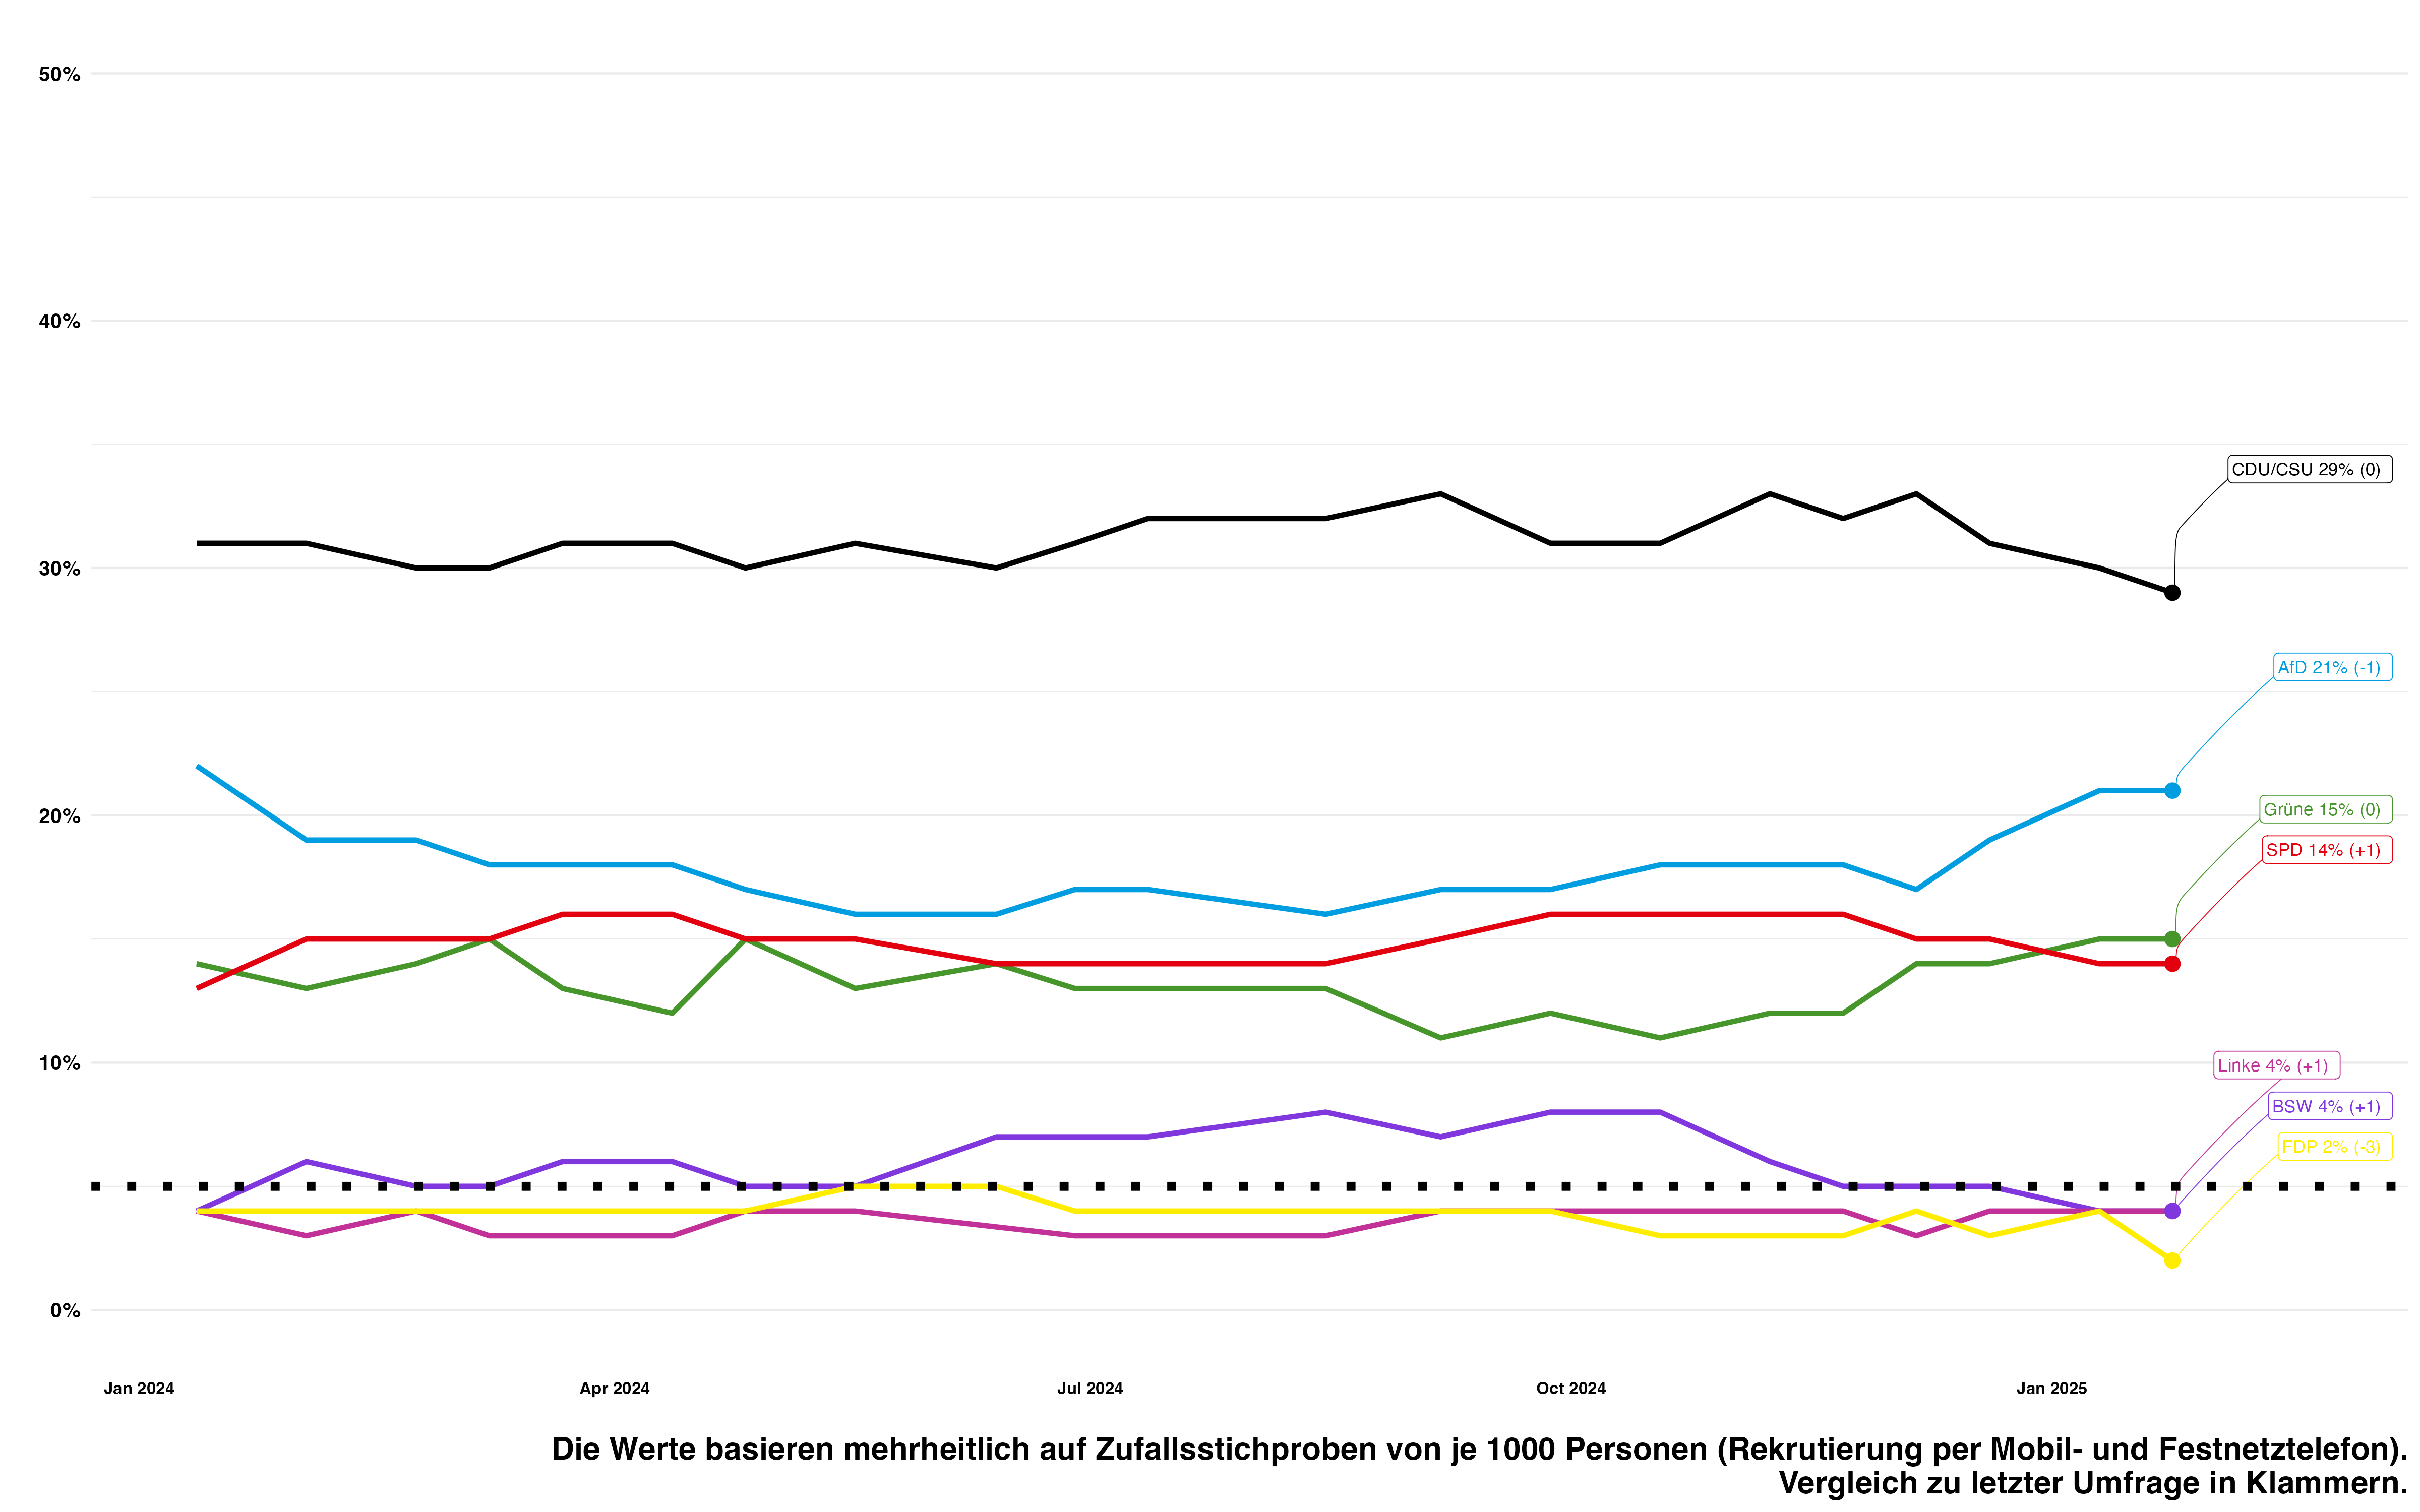 50%
40%
30%
20%
10%
0%
CDU/CSU 29% (0)
AfD 21% (-1)
Grüne 15% (0)
SPD 14% (+1)
Linke 4% (+1)
BSW 4% (+1)
FDP 2% (-3)
Jan 2024
Apr 2024
Jul 2024
Oct 2024
Jan 2025
Die Werte basieren mehrheitlich auf Zufallsstichproben von je 1000 Personen (Rekrutierung per Mobil- und Festnetztelefon).
Vergleich zu letzter Umfrage in Klammern.